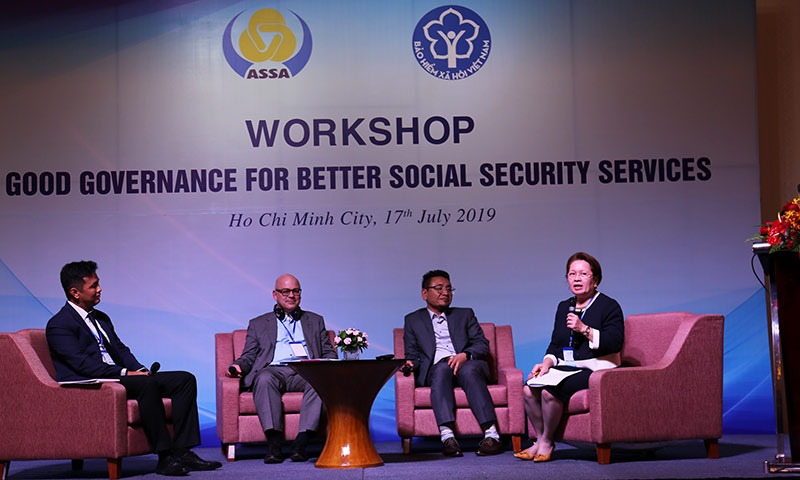 ASSA
BẢO HIỂM XÃ HỘI VIỆT NAM
WORKSHOP
GOOD GOVERNANCE FOR BETTER SOCIAL SECURITY SERVICES
Ho Chi Minh City, 17th July 2019